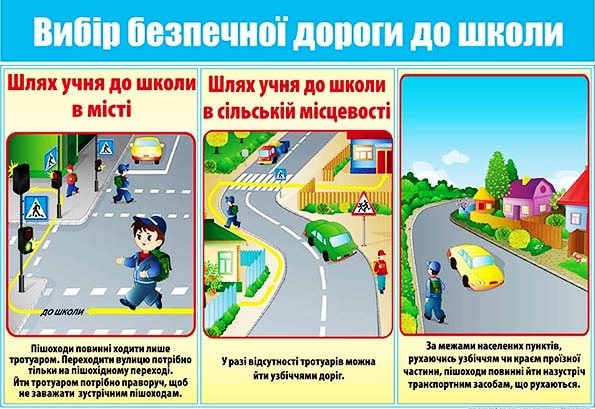 Вибір безпечної дороги до школи
Шлях учня до школи
в місті
ДО ШКОЛИ
Пішоходи повинні ходити лише
тротуаром. Переходити вулицю потрібно
тільки на пішохідному переході.
Йти тротуаром потрібно праворуч, щоб
не заважати зустрічним пішоходам.
Шлях учня до школи
в сільській місцевості
У разі відсутності тротуарів можна
йти узбіччями доріг.
За межами населених пунктів,
рухаючись узбіччям чи краєм проїзної
частини, пішоходи повинні йти назустріч
транспортним засобам, що рухаються.